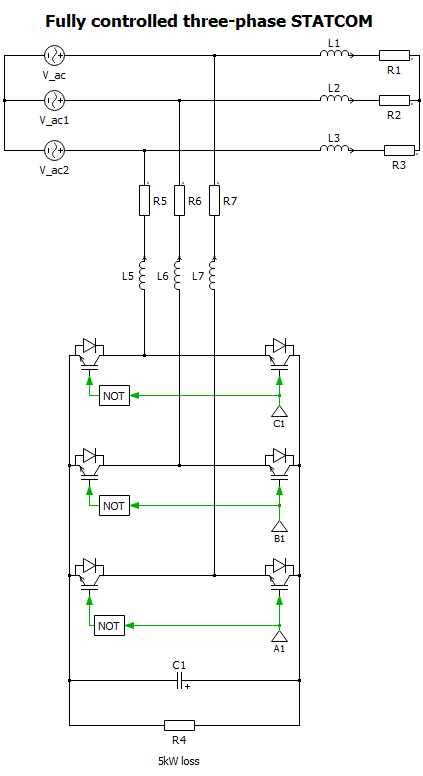 Fully controlled three-phase STATCOM
L1
V_ac
R1
L2
V_ac1
R2
L3
V_ac2
R3
R5
R6
R7
L5
L6
L7
NOT
C1
NOT
B1
NOT
A1
C1
+
R4
5kW loss